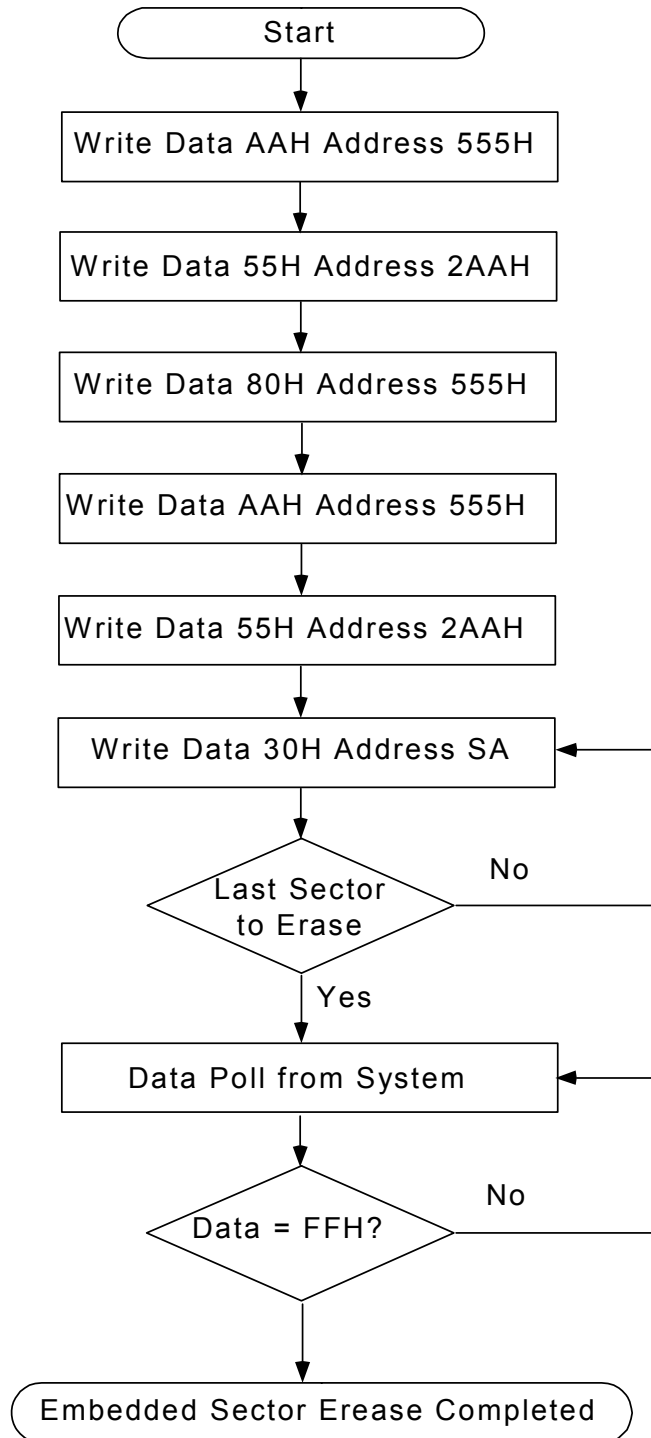 Start
Write Data AAH Address 555H
Write Data 55H Address 2AAH
Write Data 80H Address 555H
Write Data AAH Address 555H
Write Data 55H Address 2AAH
Write Data 30H Address SA
Last Sector
to Erase
No
Yes
Data Poll from System
Data = FFH?
No
Embedded Sector Erease Completed